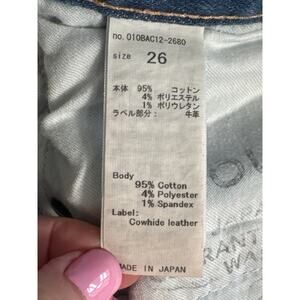 no. 010BAC12-2680
size 26
本体 95% コットン
4% ポリエステル
1% ポリウレタン
ラベル部分: 牛革
Body
95% Cotton
4% Polyester
1% Spandex
Label:
Cowhide leather
MADE IN JAPAN